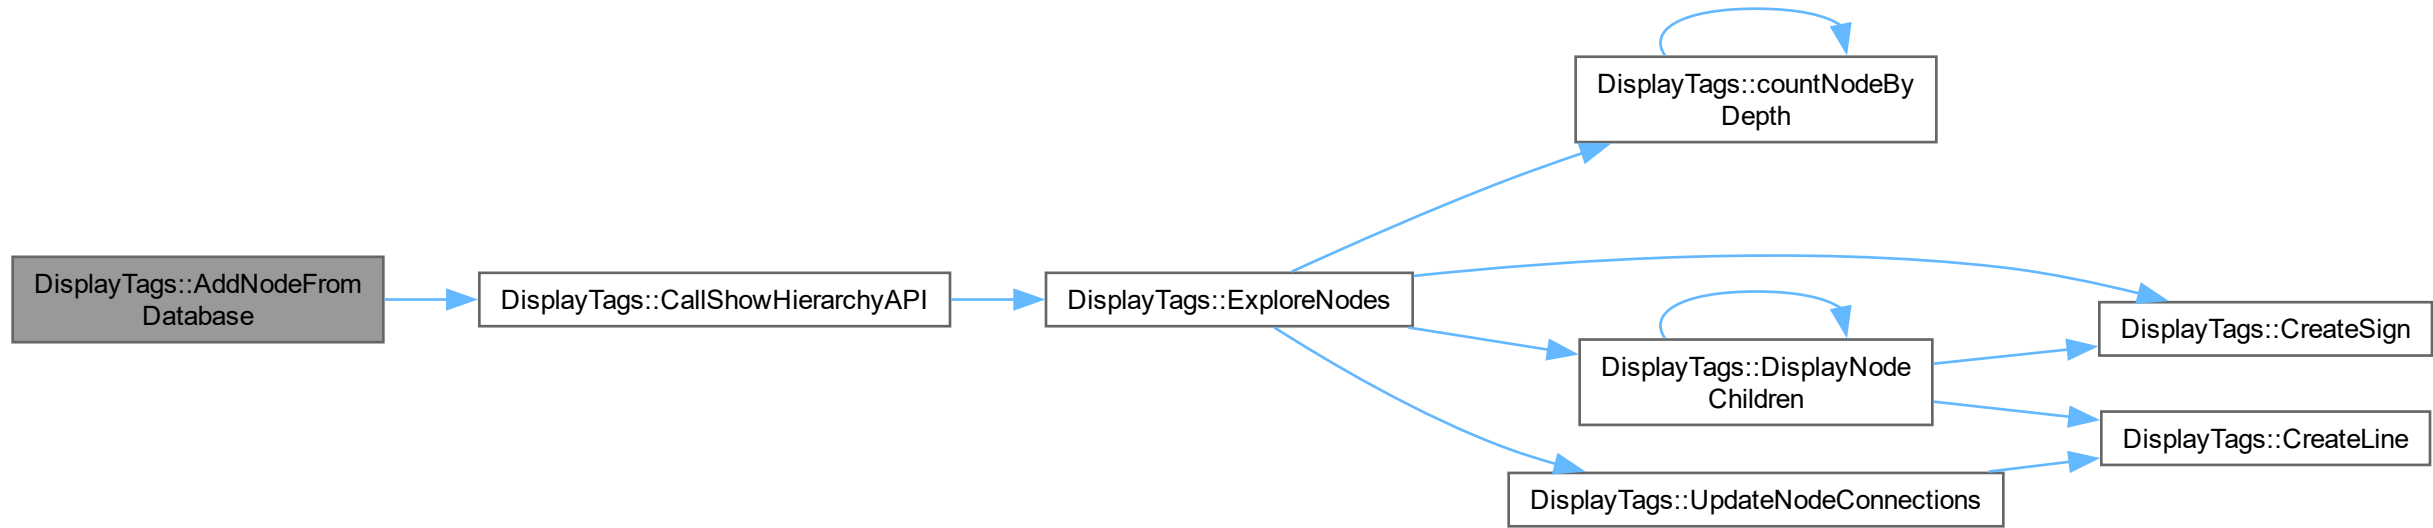 DisplayTags::AddNodeFrom
Database
DisplayTags::CallShowHierarchyAPI
DisplayTags::ExploreNodes
DisplayTags::countNodeBy
Depth
DisplayTags::DisplayNode
Children
DisplayTags::UpdateNodeConnections
DisplayTags::CreateSign
DisplayTags::CreateLine